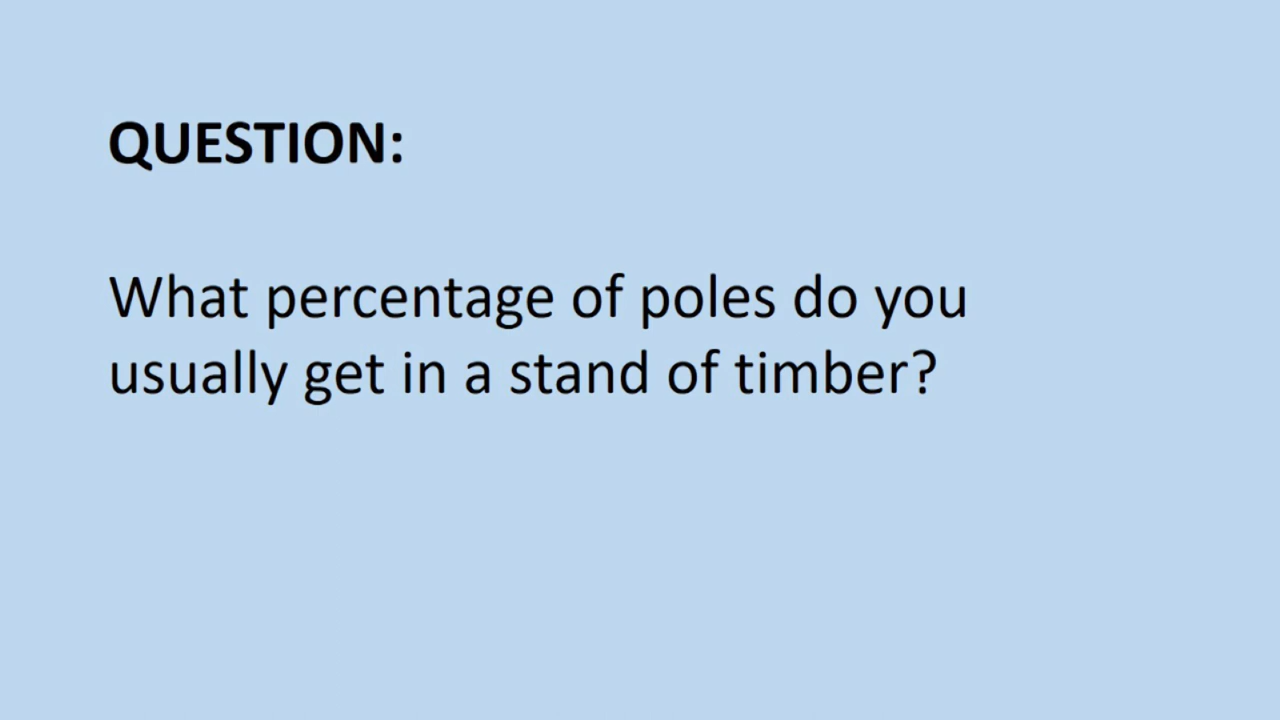 QUESTION:
What percentage of poles do you
usually get in a stand of timber?